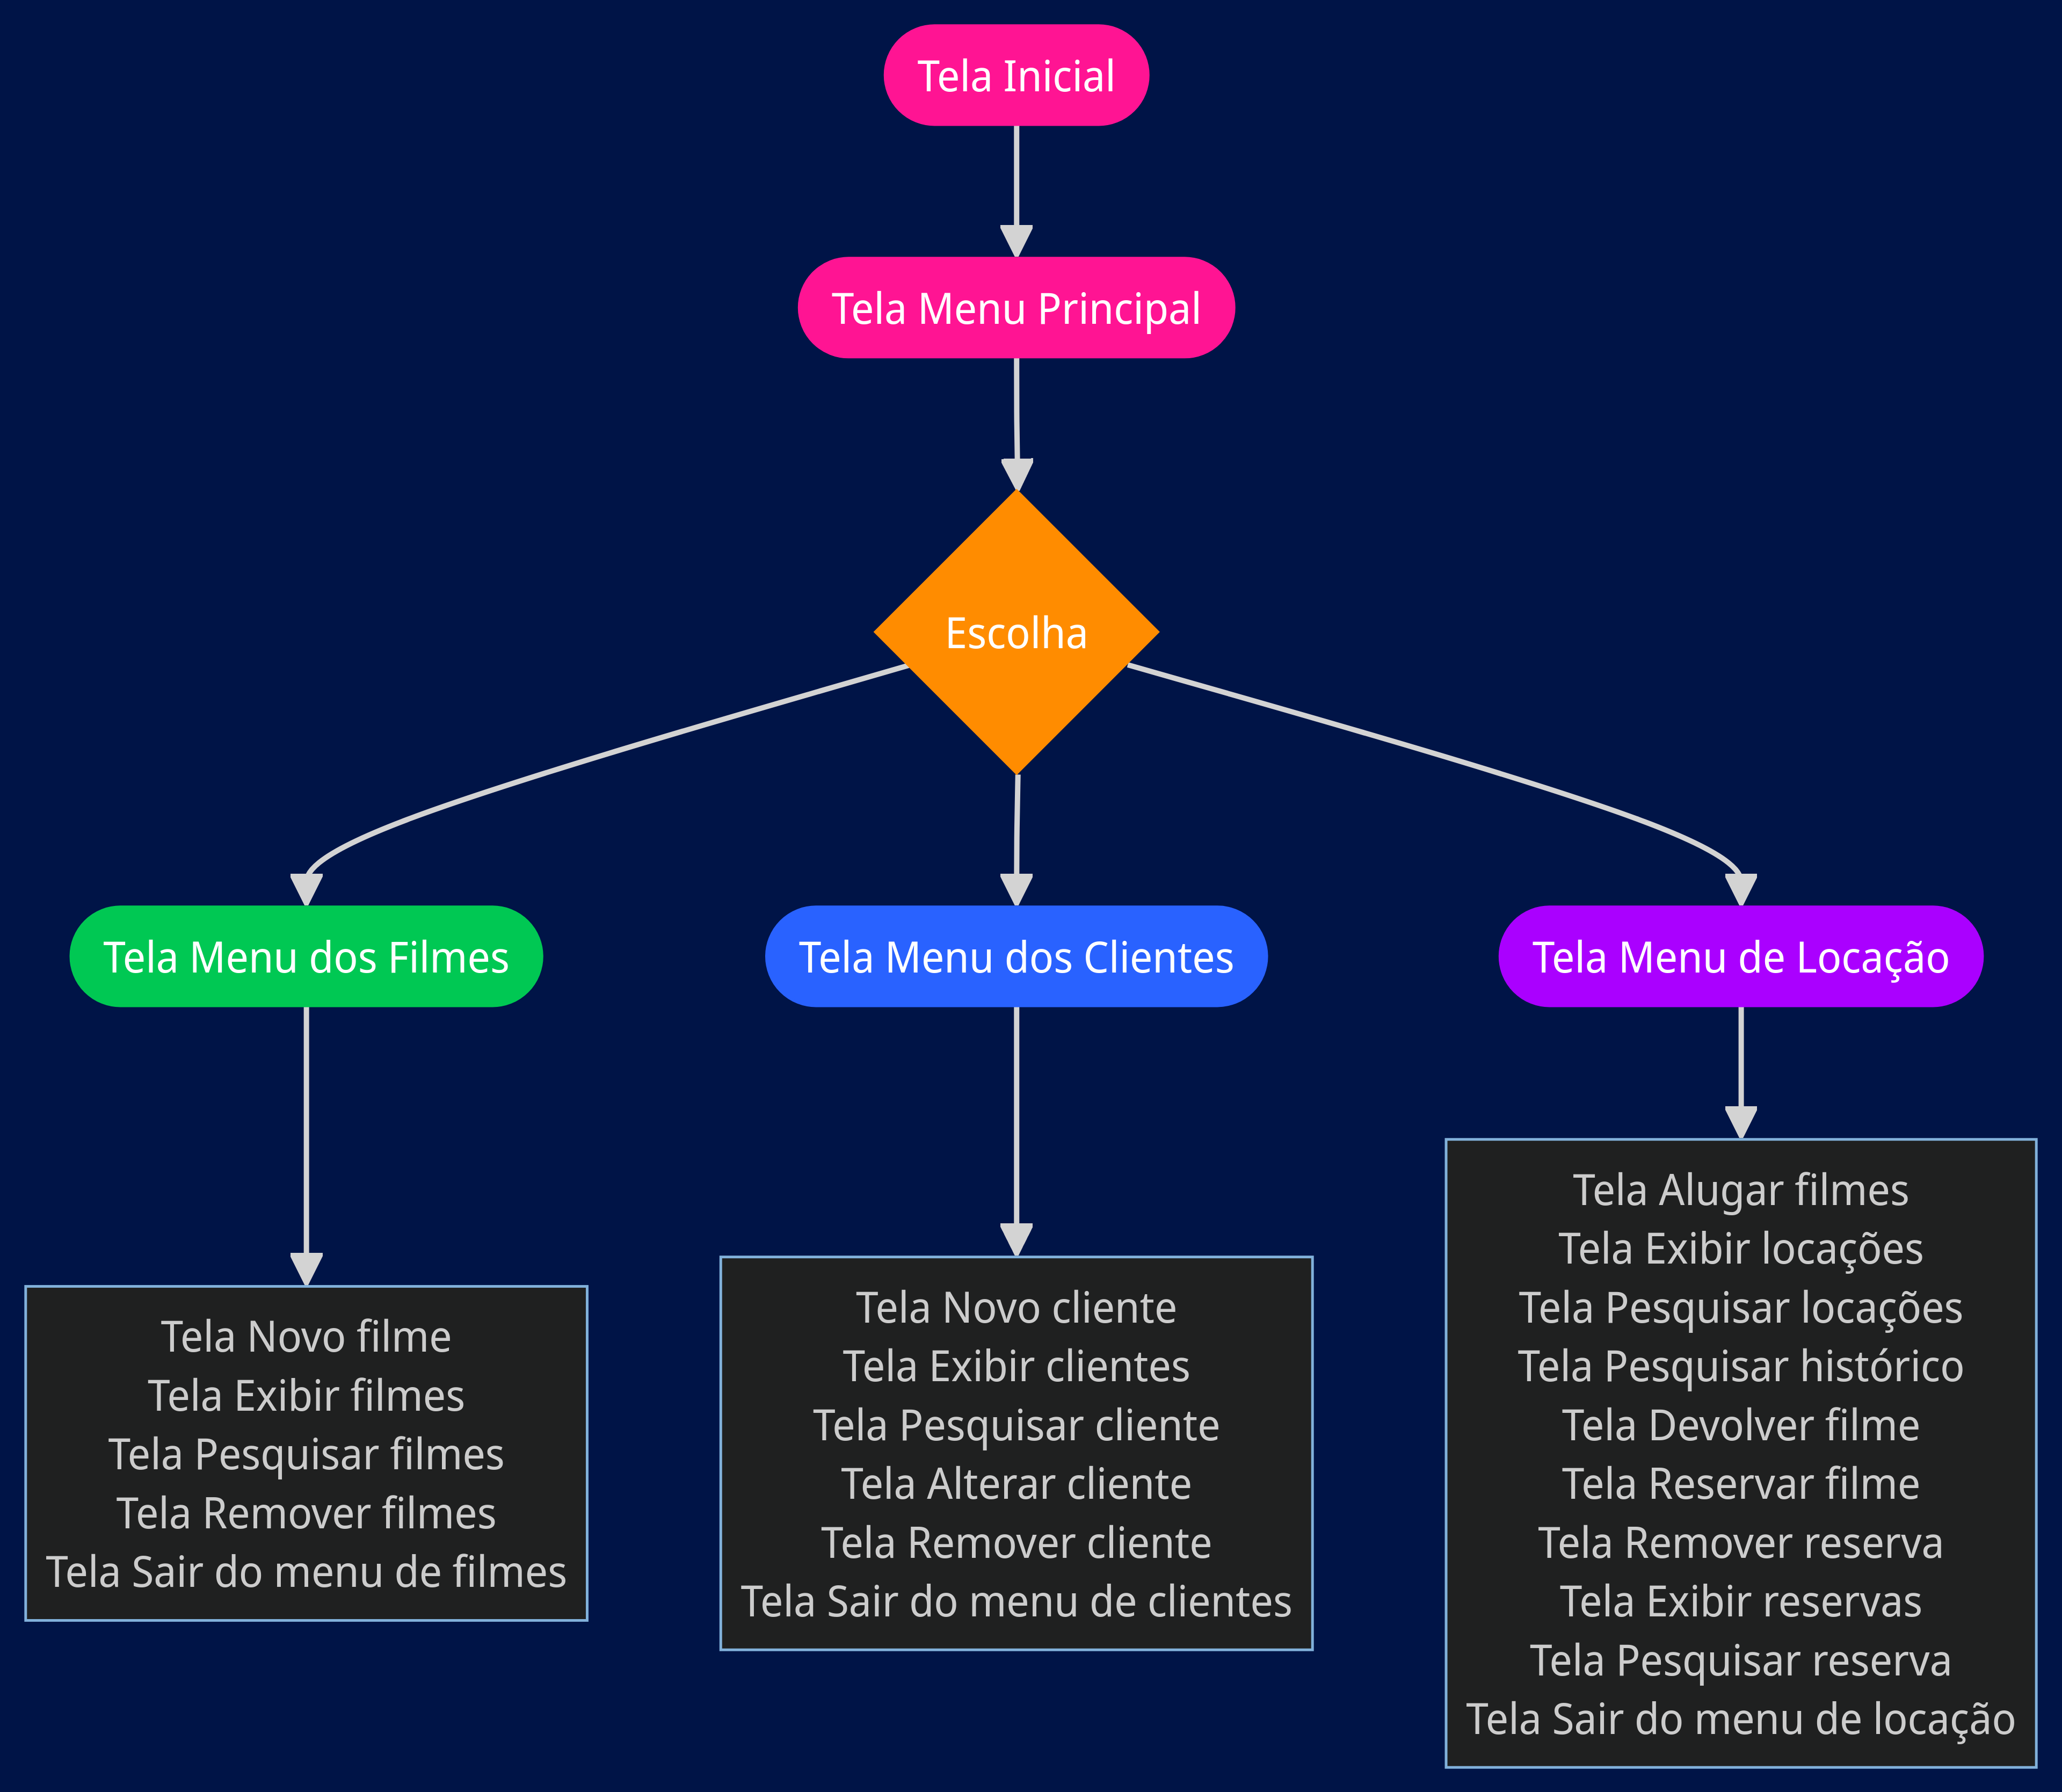 Tela Inicial
Tela Menu Principal
Escolha
Tela Menu dos Filmes
Tela Menu dos Clientes
Tela Menu de Locação
Tela Novo filme
Tela Exibir filmes
Tela Pesquisar filmes
Tela Remover filmes
Tela Sair do menu de filmes
Tela Novo cliente
Tela Exibir clientes
Tela Pesquisar cliente
Tela Alterar cliente
Tela Remover cliente
Tela Sair do menu de clientes
Tela Alugar filmes
Tela Exibir locações
Tela Pesquisar locações
Tela Pesquisar histórico
Tela Devolver filme
Tela Reservar filme
Tela Remover reserva
Tela Exibir reservas
Tela Pesquisar reserva
Tela Sair do menu de locação